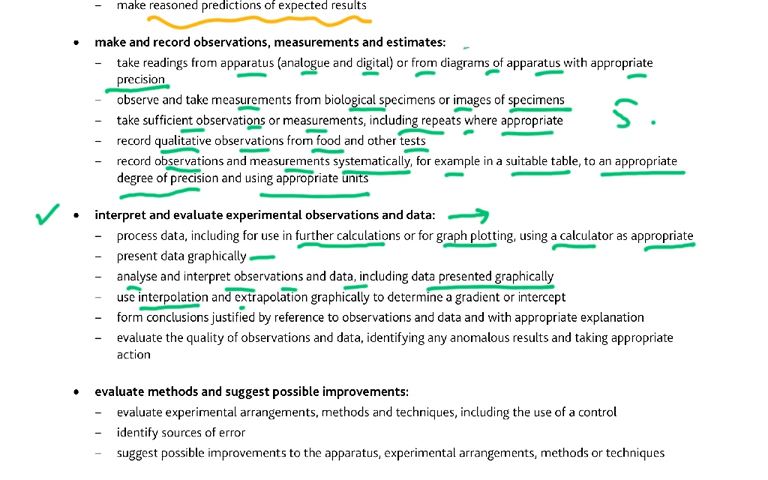 – make reasoned predictions of expected results
• make and record observations, measurements and estimates:
– take readings from apparatus (analogue and digital) or from diagrams of apparatus with appropriate
precision
– observe and take measurements from biological specimens or images of specimens
– take sufficient observations or measurements, including repeats where appropriate
– record qualitative observations from food and other tests
– record observations and measurements systematically, for example in a suitable table, to an appropriate
degree of precision and using appropriate units
• interpret and evaluate experimental observations and data:
– process data, including for use in further calculations or for graph plotting, using a calculator as appropriate
– present data graphically
– analyse and interpret observations and data, including data presented graphically
– use interpolation and extrapolation graphically to determine a gradient or intercept
– form conclusions justified by reference to observations and data and with appropriate explanation
– evaluate the quality of observations and data, identifying any anomalous results and taking appropriate
action
• evaluate methods and suggest possible improvements:
– evaluate experimental arrangements, methods and techniques, including the use of a control
– identify sources of error
– suggest possible improvements to the apparatus, experimental arrangements, methods or techniques